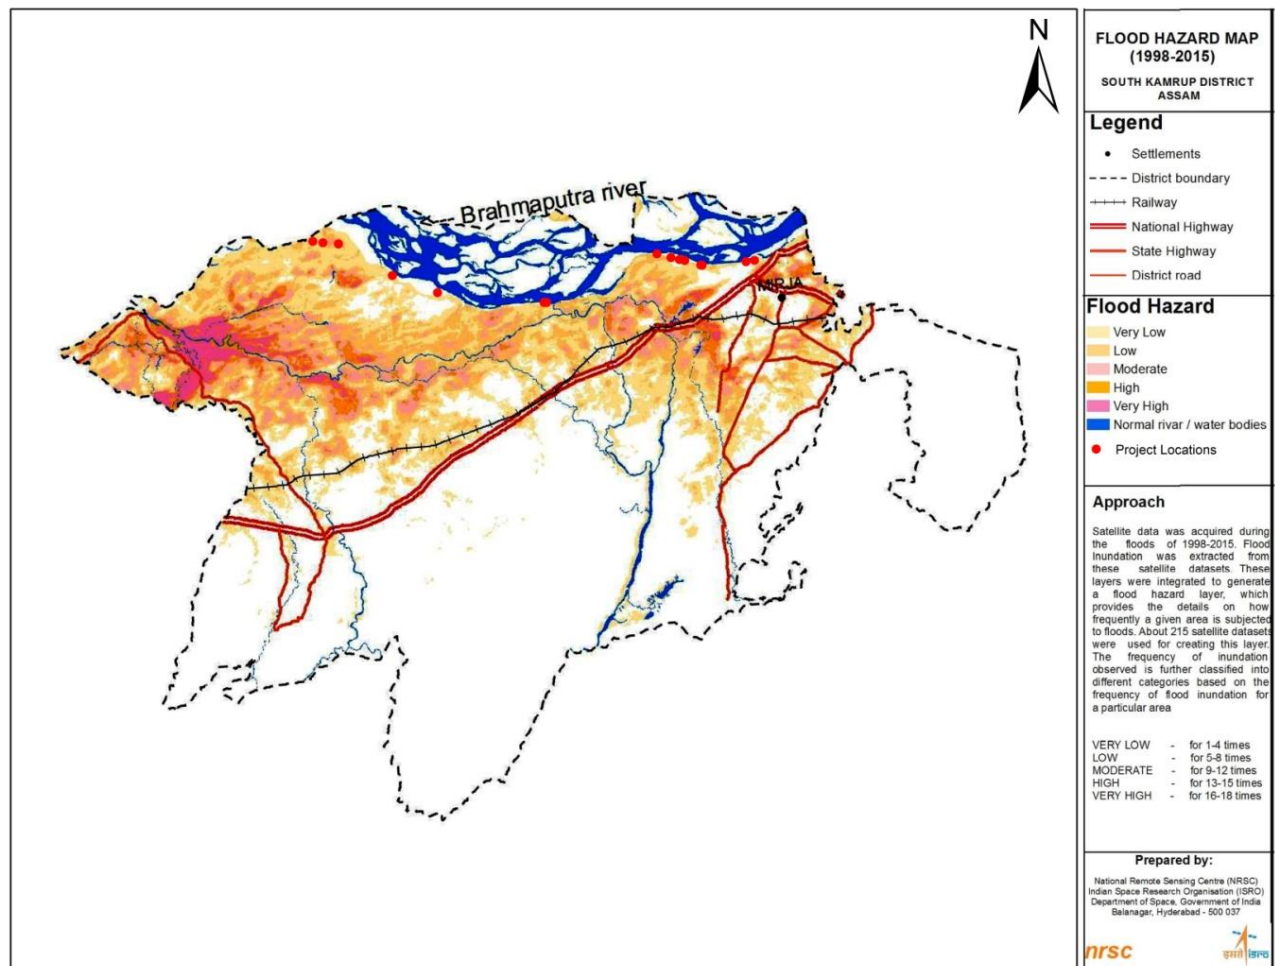 N
Brahmaputra river
MIRJA
FLOOD HAZARD MAP
(1998-2015)
SOUTH KAMRUP DISTRICT
ASSAM
Legend
Settlements
District boundary
Railway
National Highway
State Highway
District road
Flood Hazard
Very Low
Low
Moderate
High
Very High
Normal rivar / water bodies
Project Locations
Approach
Satellite data was acquired during
the floods of 1998-2015. Flood
Inundation was extracted from
these satellite datasets. These
layers were integrated to generate
a flood hazard layer, which
provides the details on how
frequently a given area is subjected
to floods. About 215 satellite datasets
were used for creating this layer.
The frequency of inundation
observed is further classified into
different categories based on the
frequency of flood inundation for
a particular area
VERY LOW - for 1-4 times
LOW - for 5-8 times
MODERATE - for 9-12 times
HIGH - for 13-15 times
VERY HIGH - for 16-18 times
Prepared by:
National Remote Sensing Centre (NRSC)
Indian Space Research Organisation (ISRO)
Department of Space, Government of India
Balanagar, Hyderabad - 500 037
nrsc
इसरो isro